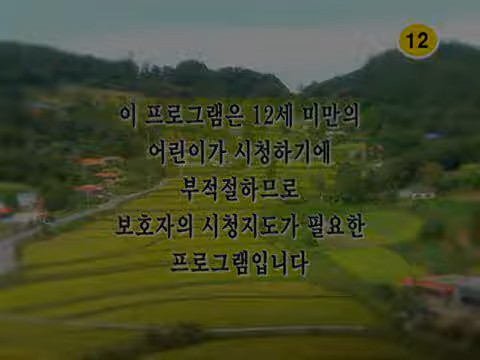 12
이 프로그램은 12세 미만의
어린이가 시청하기에
부적절하므로
보호자의 시청지도가 필요한
프로그램입니다